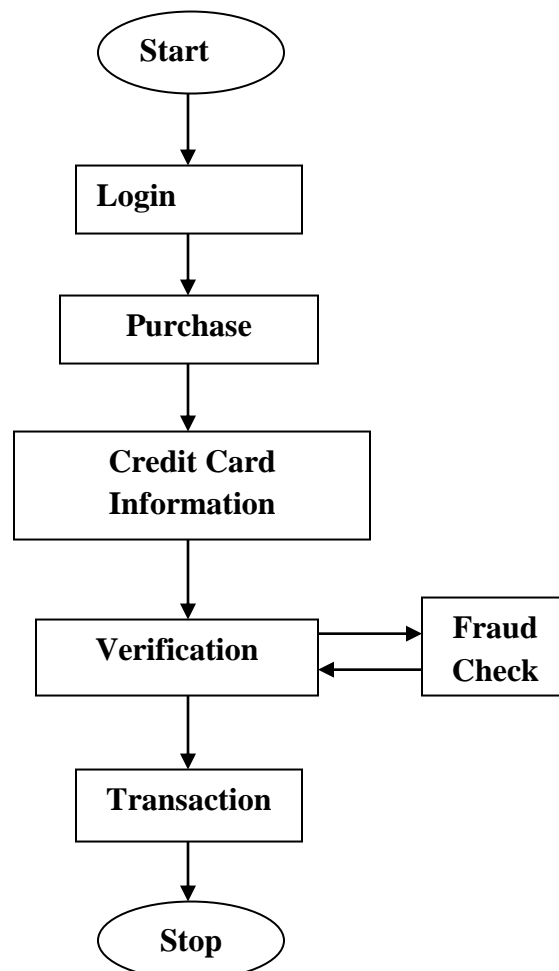 Start
Login
Purchase
Credit Card
Information
Verification
Fraud
Check
Transaction
Stop